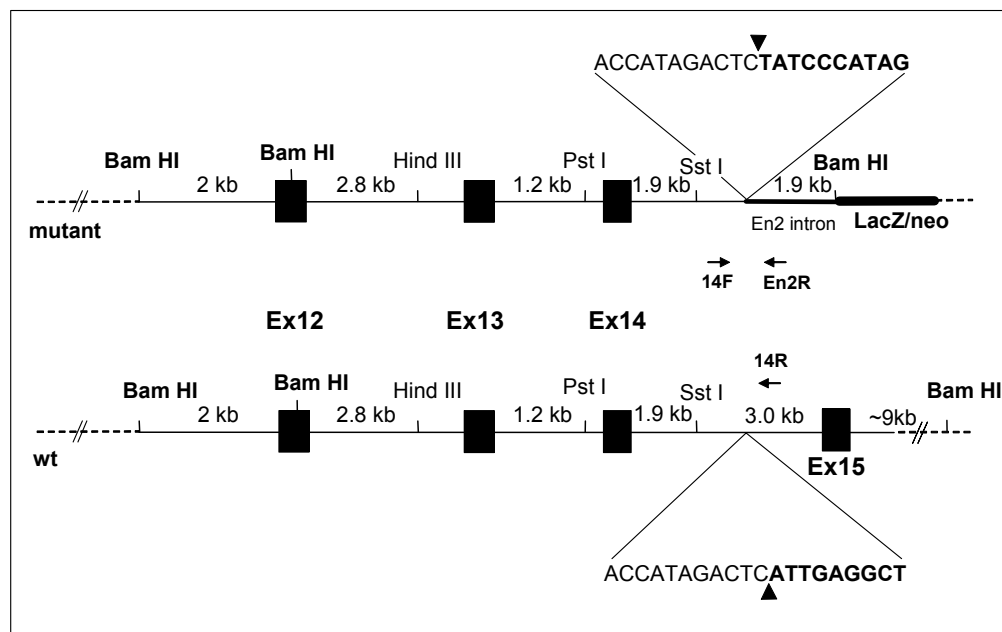 ACCATAGACTCTATCCCATAG
Bam HI Bam HI Hind III Pst I Sst I Bam HI
2 kb 2.8 kb 1.2 kb 1.9 kb 1.9 kb
mutant En2 intron LacZ/neo
14F En2R
Ex12 Ex13 Ex14
14R
Bam HI Bam HI Hind III Pst I Sst I Bam HI
2 kb 2.8 kb 1.2 kb 1.9 kb 3.0 kb ~9kb
wt Ex15
ACCATAGACTCATTGAGGCT